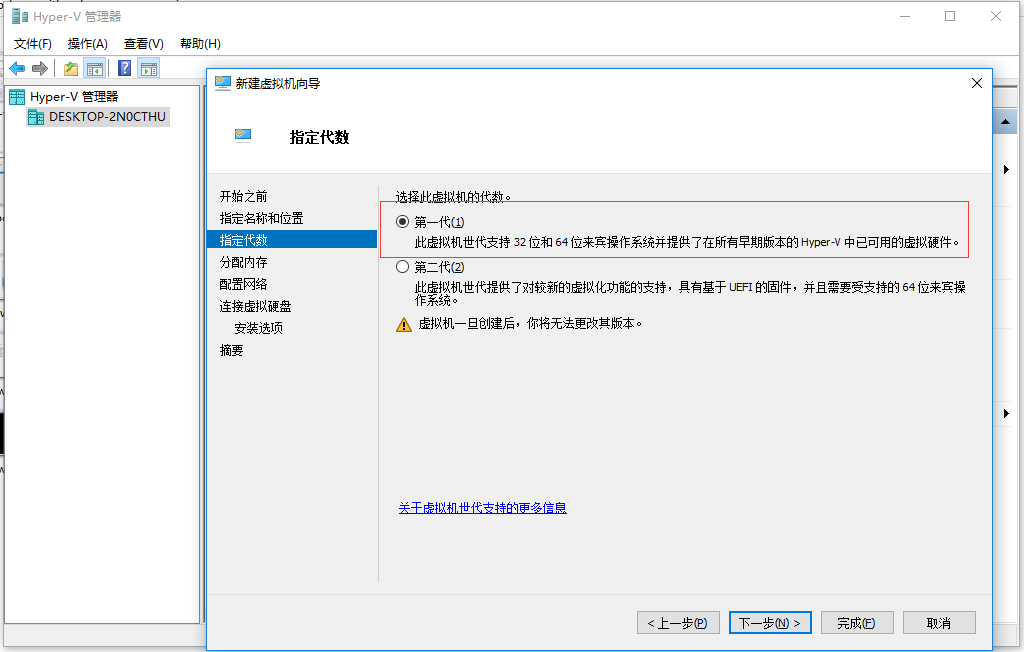 Hyper-V 管理器
文件(F) 操作(A) 查看(V) 帮助(H)
Hyper-V 管理器
DESKTOP-2N0CTHU
新建虚拟机向导
指定代数
开始之前
指定名称和位置
指定代数
分配内存
配置网络
连接虚拟硬盘
安装选项
摘要
选择此虚拟机的代数。
第一代(1)
此虚拟机世代支持 32 位和 64 位来宾操作系统并提供了在所有早期版本的 Hyper-V 中已可用的虚拟硬件。
第二代(2)
此虚拟机世代提供了对较新的虚拟化功能的支持，具有基于 UEFI 的固件，并且需要受支持的 64 位来宾操
作系统。
虚拟机一旦创建后，你将无法更改其版本。
关于虚拟机世代支持的更多信息
< 上一步(P) 下一步(N) > 完成(F) 取消